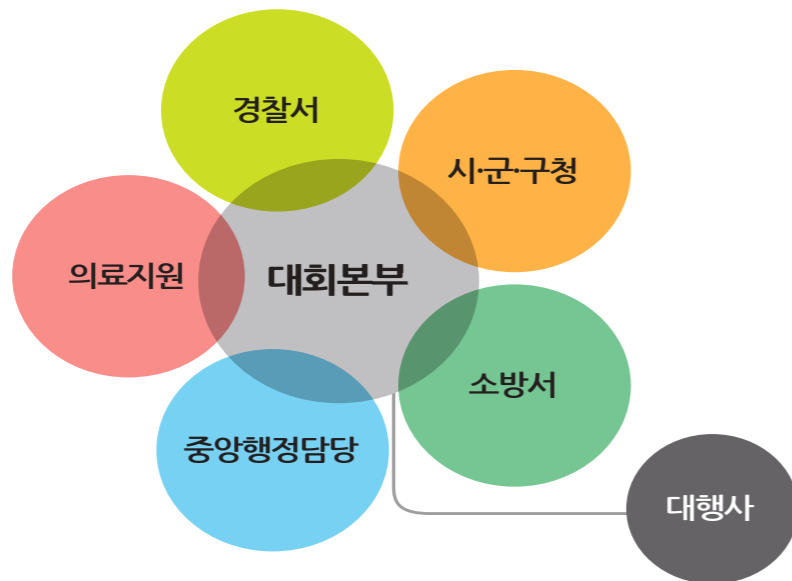 경찰서
시·군·구청
의료지원
대회본부
소방서
중앙행정담당
대행사